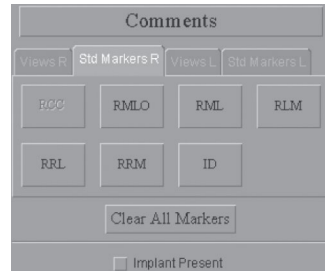 Comments
Views R Std Markers R Views L Std Markers L
RCC RMLO RML RLM
RRL RRM ID
Clear All Markers
Implant Present